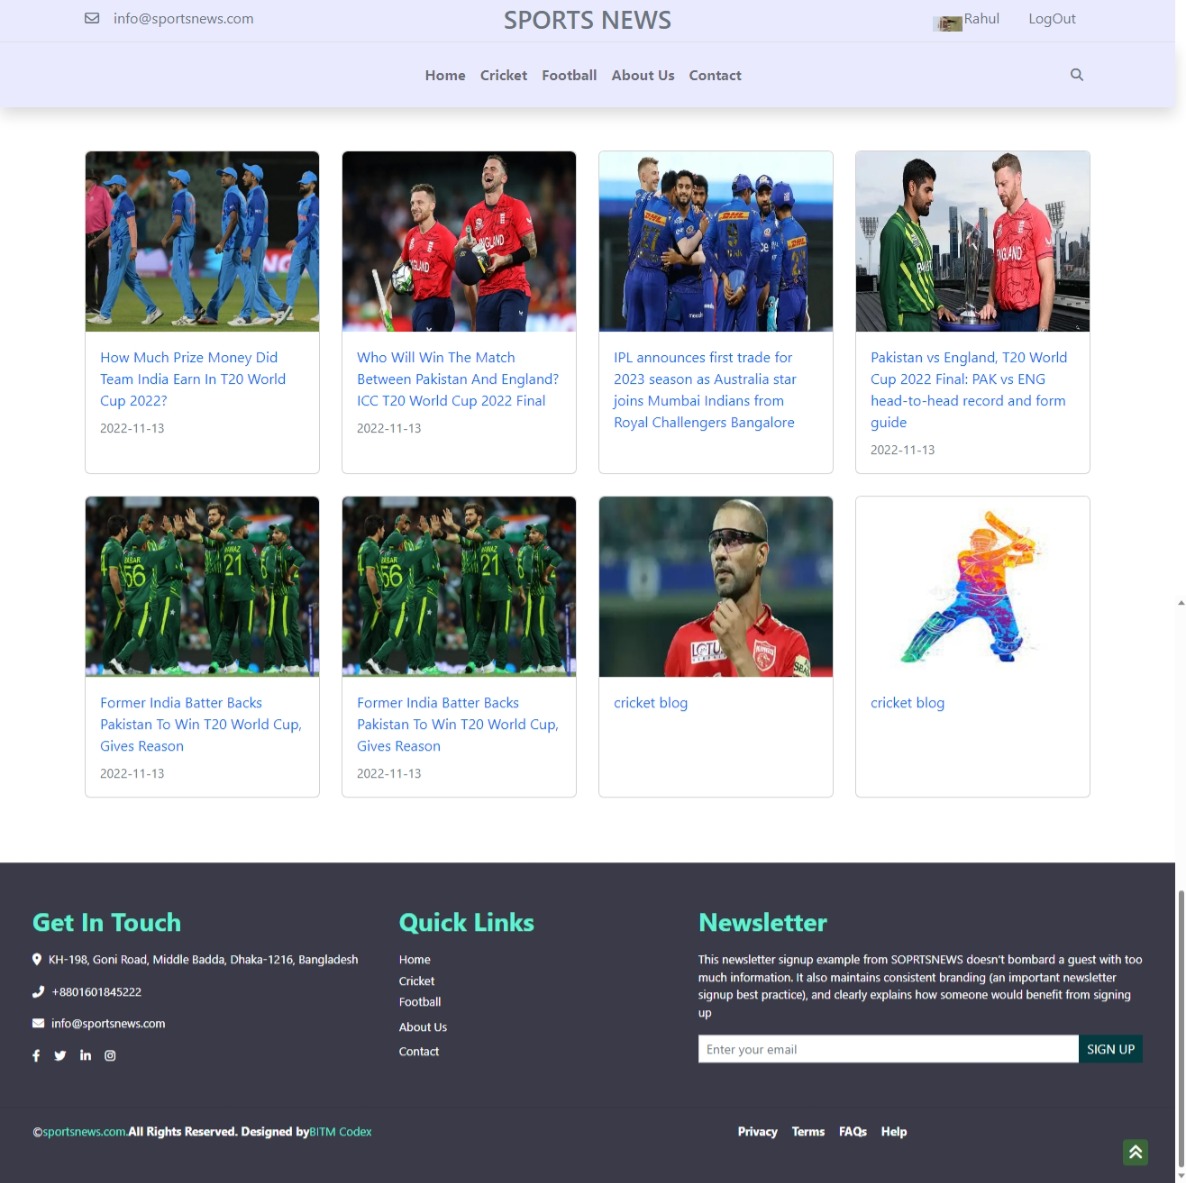 info@sportsnews.com
SPORTS NEWS
Rahul
LogOut
Home Cricket Football About Us Contact
How Much Prize Money Did
Team India Earn In T20 World
Cup 2022?
2022-11-13
Who Will Win The Match
Between Pakistan And England?
ICC T20 World Cup 2022 Final
2022-11-13
IPL announces first trade for
2023 season as Australia star
joins Mumbai Indians from
Royal Challengers Bangalore
Pakistan vs England, T20 World
Cup 2022 Final: PAK vs ENG
head-to-head record and form
guide
2022-11-13
Former India Batter Backs
Pakistan To Win T20 World Cup,
Gives Reason
2022-11-13
Former India Batter Backs
Pakistan To Win T20 World Cup,
Gives Reason
2022-11-13
cricket blog
cricket blog
Get In Touch
KH-198, Goni Road, Middle Badda, Dhaka-1216, Bangladesh
+8801601845222
info@sportsnews.com
Quick Links
Home
Cricket
Football
About Us
Contact
Newsletter
This newsletter signup example from SOPRTSNEWS doesn't bombard a guest with too
much information. It also maintains consistent branding (an important newsletter
signup best practice), and clearly explains how someone would benefit from signing
up
Enter your email
SIGN UP
©sportsnews.com.All Rights Reserved. Designed byBITM Codex
Privacy Terms FAQs Help